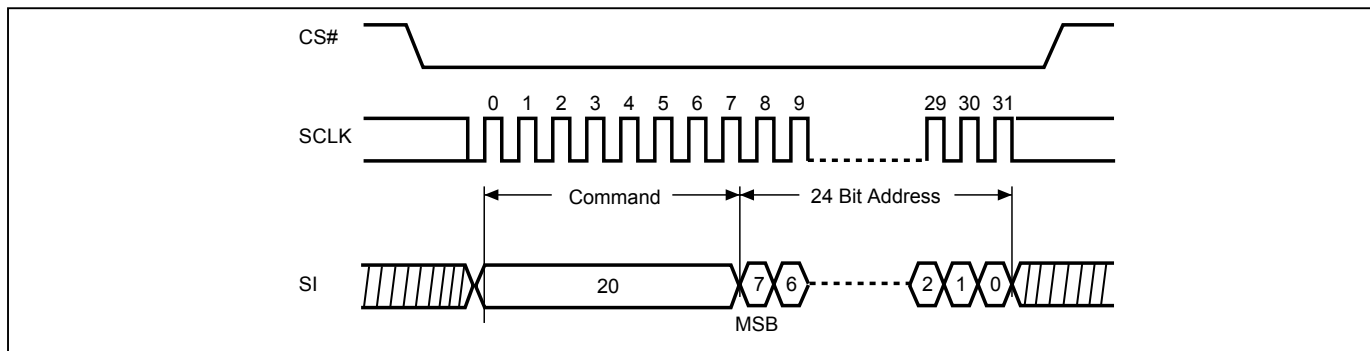 CS#
0 1 2 3 4 5 6 7 8 9 29 30 31
SCLK
Command 24 Bit Address
SI 20 7 6 2 1 0
MSB